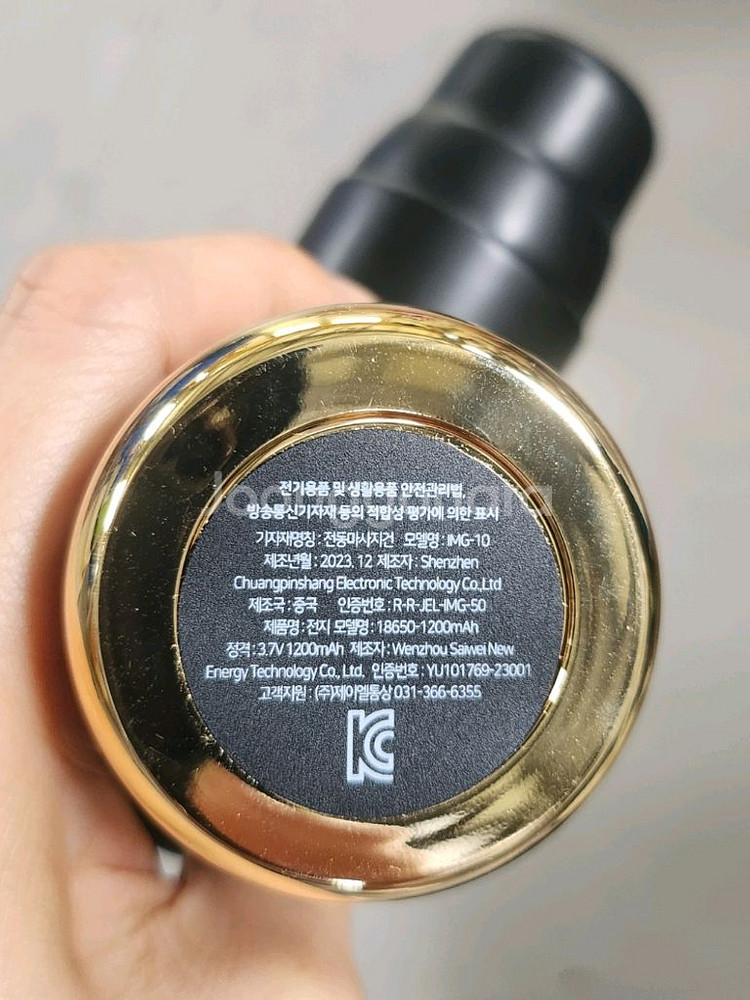 전기용품 및 생활용품 안전관리법,
방송통신기자재 등의 적합성 평가에 의한 표시
기자재명칭 : 전동마사지건 모델명 : IMG-10
제조년월 : 2023. 12 제조자 : Shenzhen
Chuangpinshang Electronic Technology Co.,Ltd
제조국 : 중국 인증번호 : R-R-JEL-IMG-50
제품명 : 전지 모델명 : 18650-1200mAh
정격 : 3.7V 1200mAh 제조자 : Wenzhou Saiwei New
Energy Technology Co., Ltd. 인증번호 : YU101769-23001
고객지원 : (주)제이엘통상 031-366-6355
KC